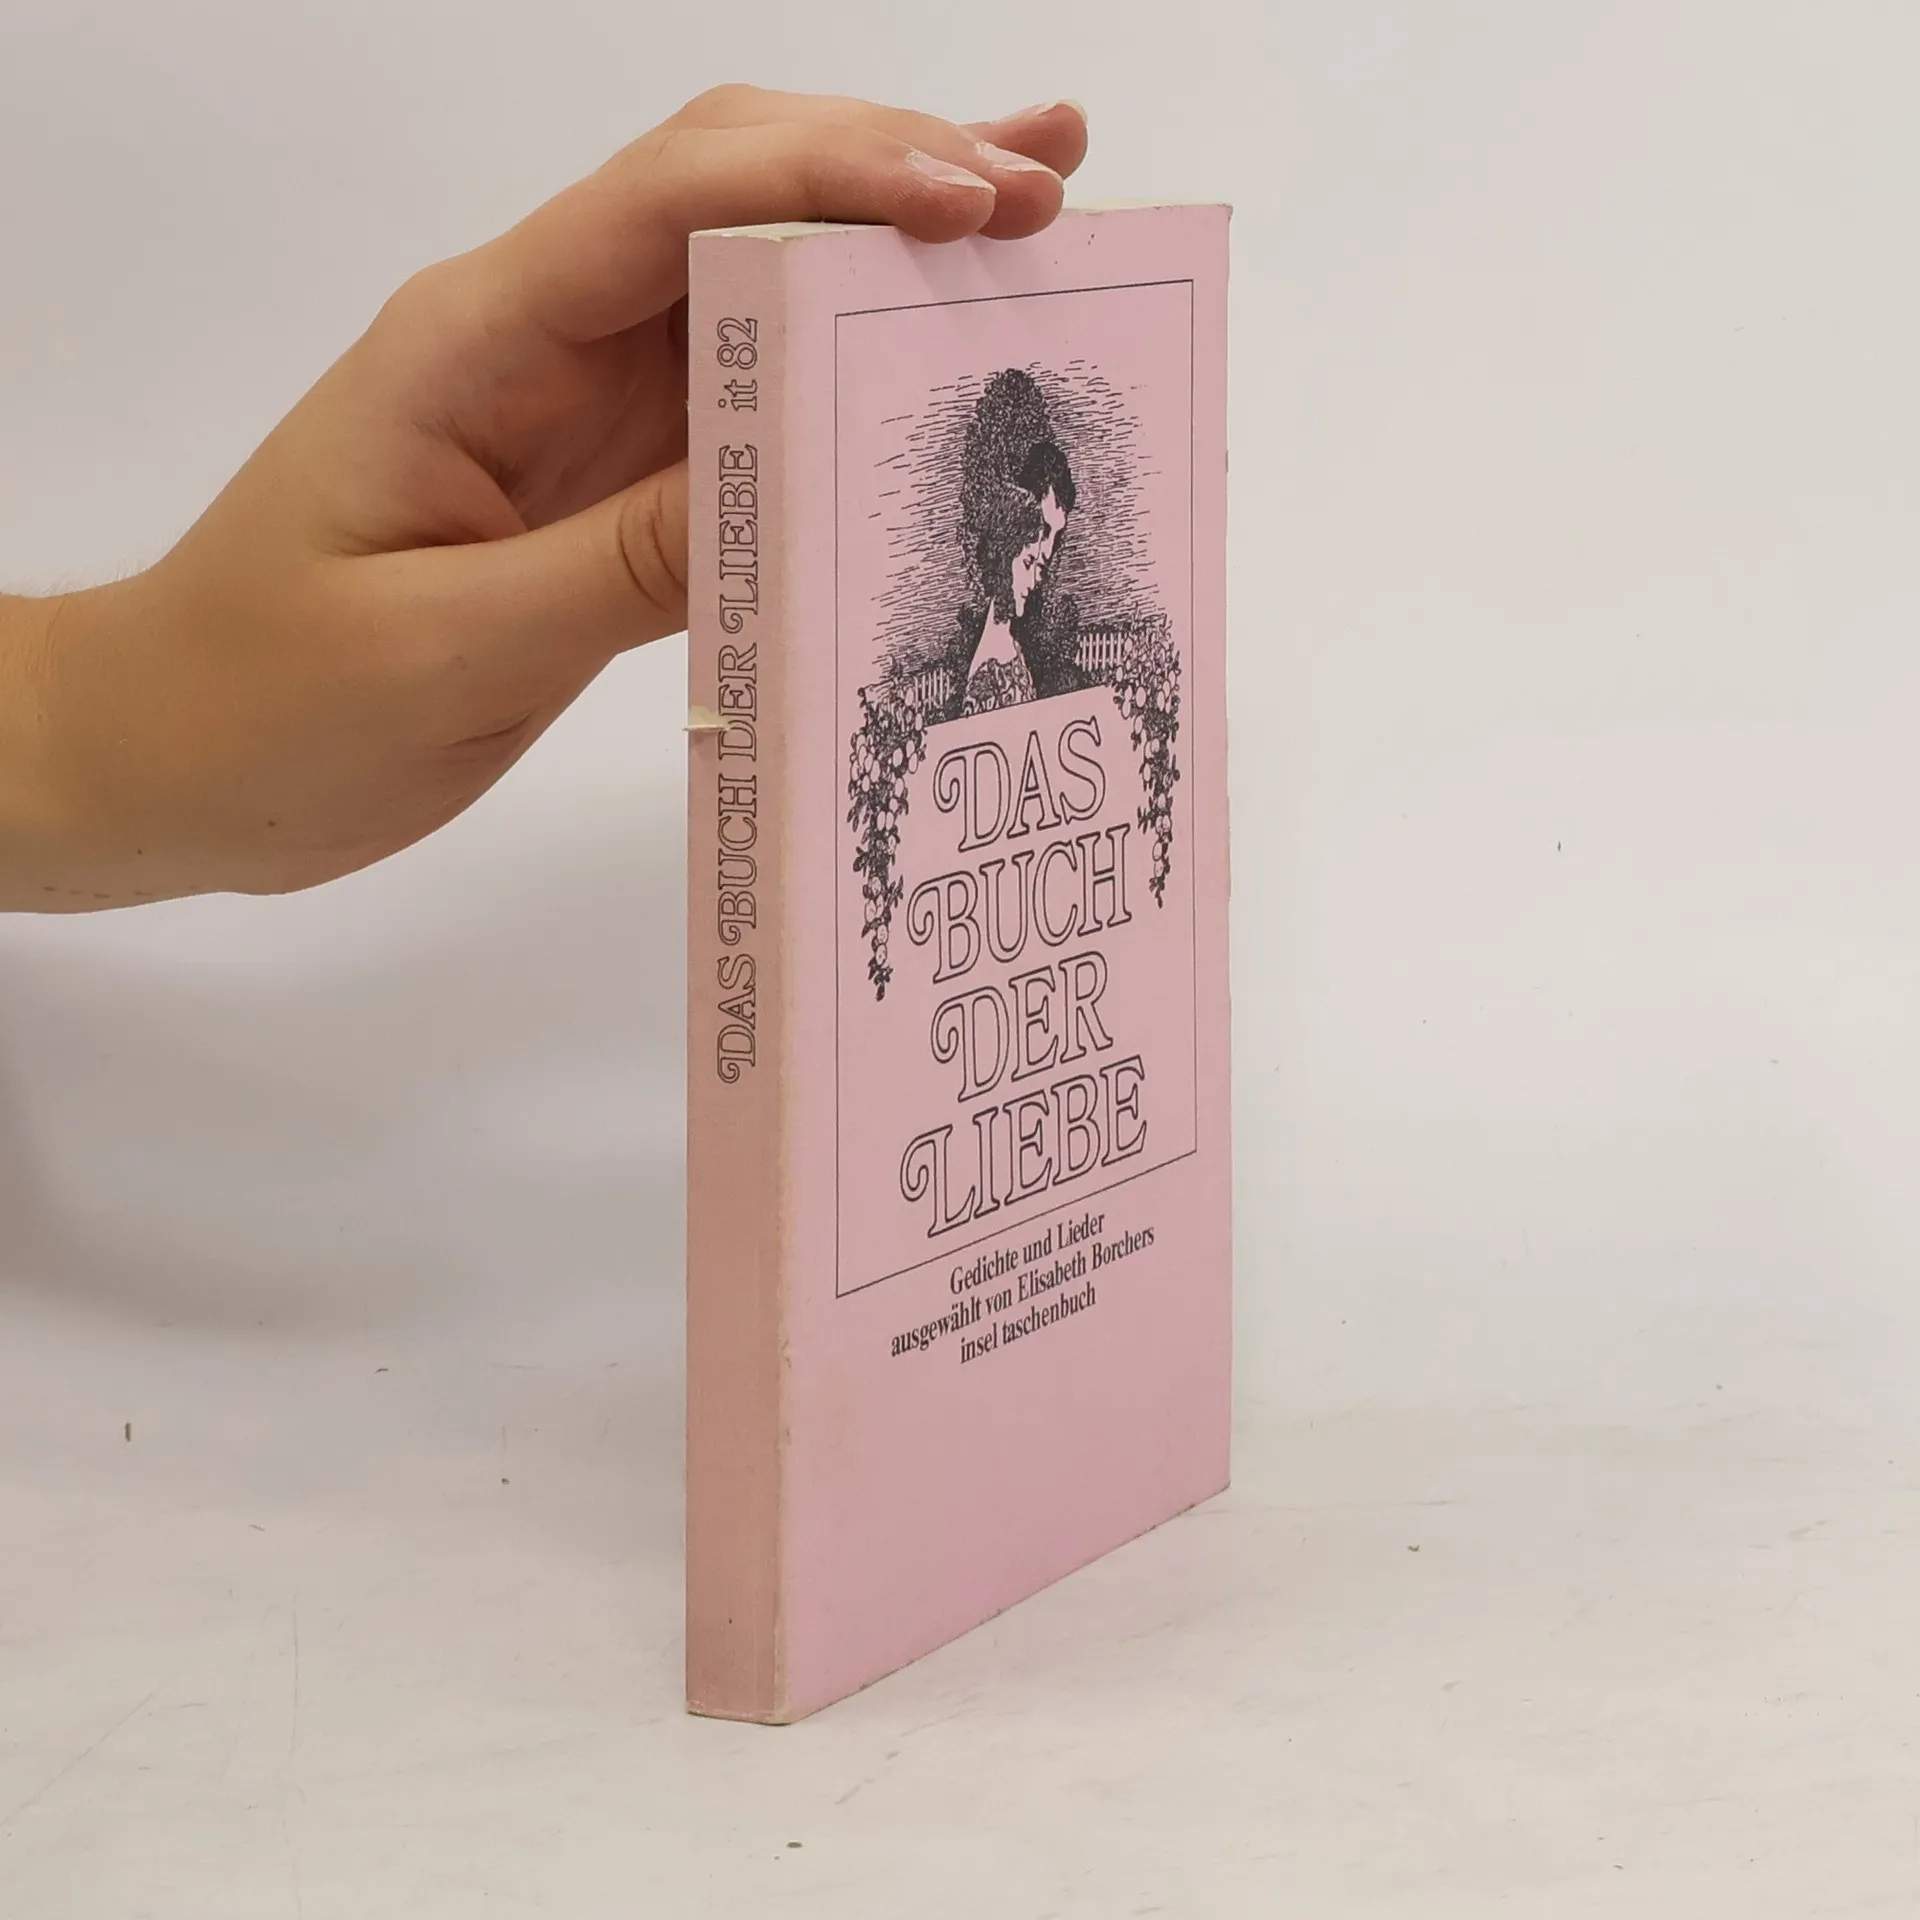 DAS BUCH DER LIEBE it 82
DAS
BUCH
DER
LIEBE
Gedichte und Lieder
ausgewählt von Elisabeth Borchers
insel taschenbuch